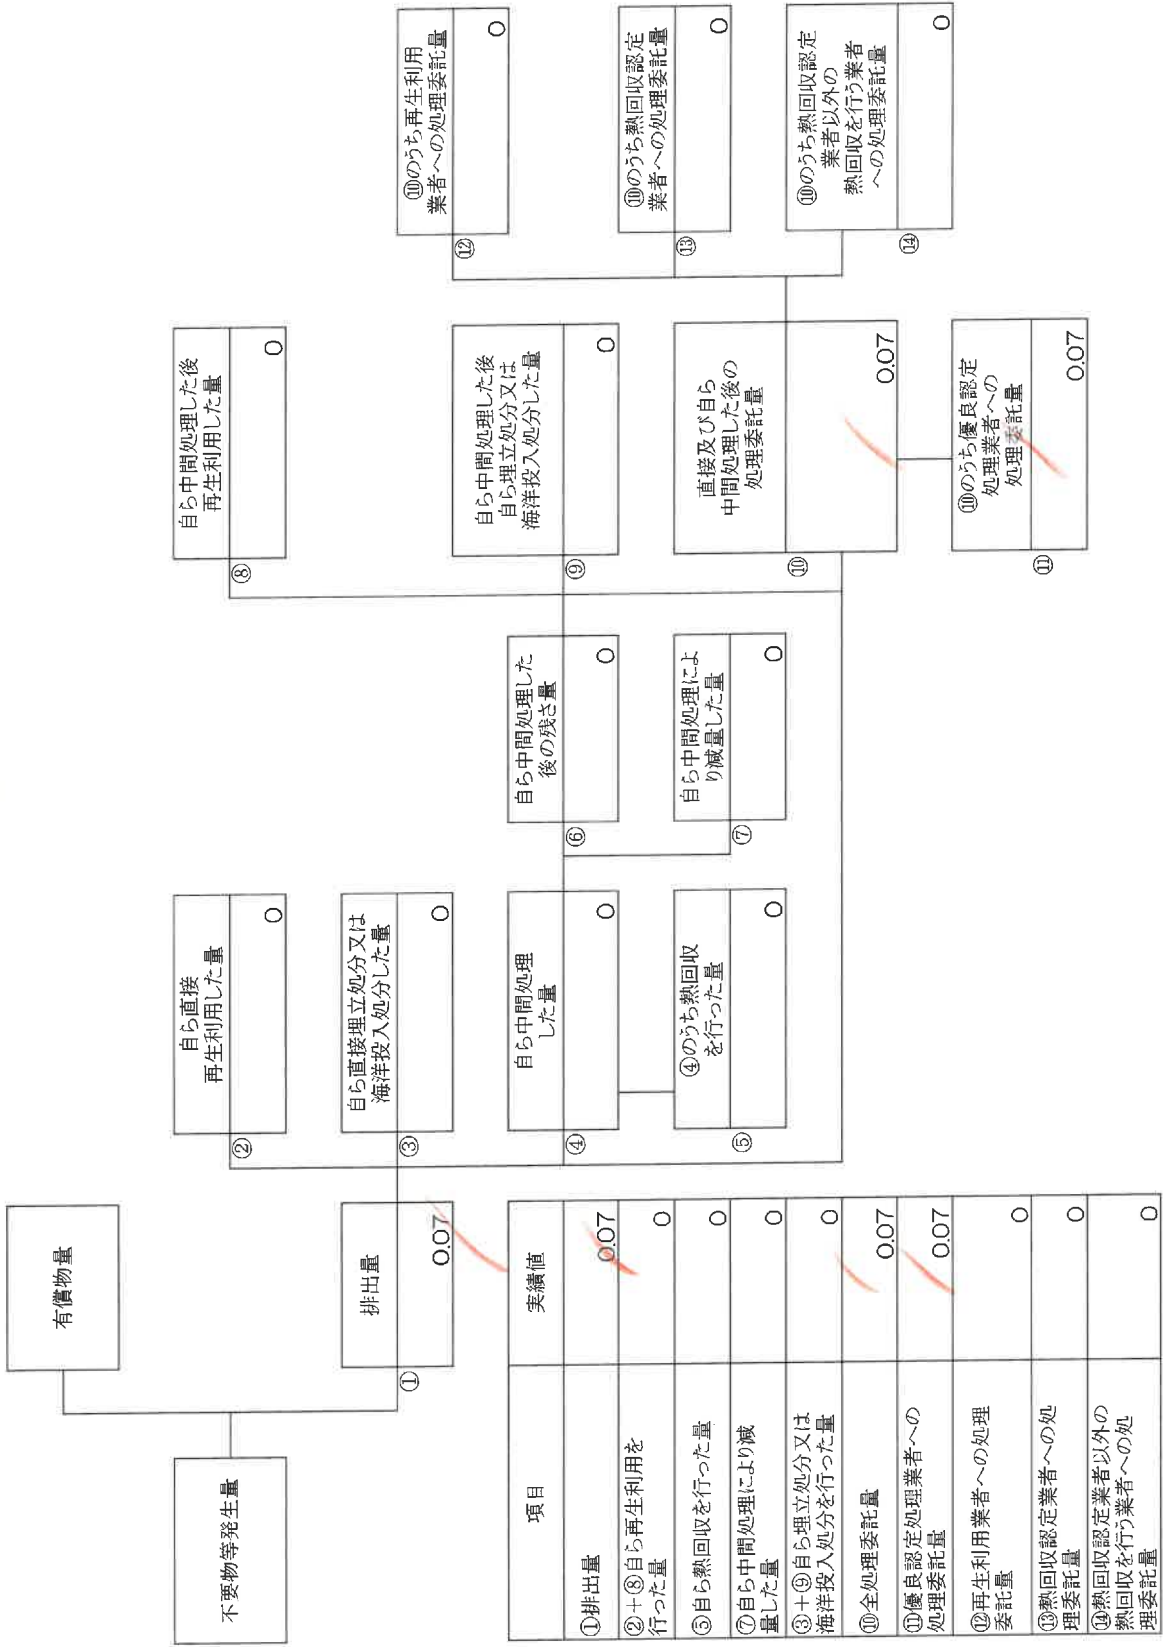 不要物等発生量
有償物量
①
排出量
0.07
②
自ら直接
再生利用した量
0
③
自ら直接埋立処分又は
海洋投入処分した量
0
④
自ら中間処理
した量
0
⑤
④のうち熱回収
を行った量
0
⑥
自ら中間処理した
後の残さ量
0
⑦
自ら中間処理によ
り減量した量
0
⑧
自ら中間処理した後
再生利用した量
0
⑨
自ら中間処理した後
自ら埋立処分又は
海洋投入処分した量
0
⑩
直接及び自ら
中間処理した後の
処理委託量
0.07
⑪
⑩のうち優良認定
処理業者への
処理委託量
0.07
⑫
⑩のうち再生利用
業者への処理委託量
0
⑬
⑩のうち熱回収認定
業者への処理委託量
0
⑭
⑩のうち熱回収認定
業者以外の
熱回収を行う業者
への処理委託量
0
項目
実績値
①排出量
0.07
②+⑧自ら再生利用を
行った量
0
⑤自ら熱回収を行った量
0
⑦自ら中間処理により減
量した量
0
③+⑨自ら埋立処分又は
海洋投入処分を行った量
0
⑩全処理委託量
0.07
⑪優良認定処理業者への
処理委託量
0.07
⑫再生利用業者への処理
委託量
0
⑬熱回収認定業者への処
理委託量
0
⑭熱回収認定業者以外の
熱回収を行う業者への処
理委託量
0